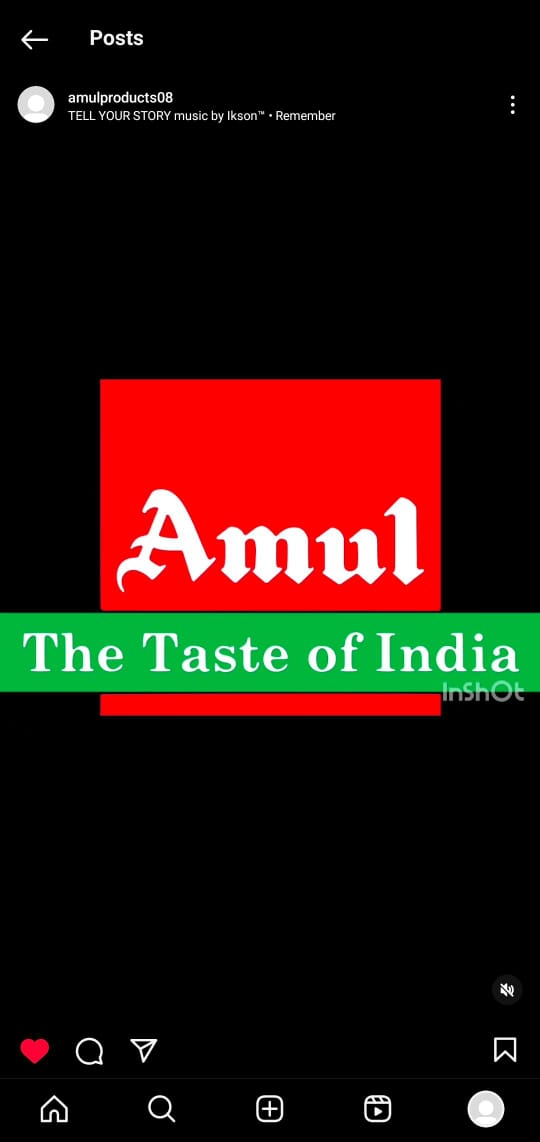 Posts
amulproducts08
TELL YOUR STORY music by Ikson™ • Remember
Amul
The Taste of India
InShOt